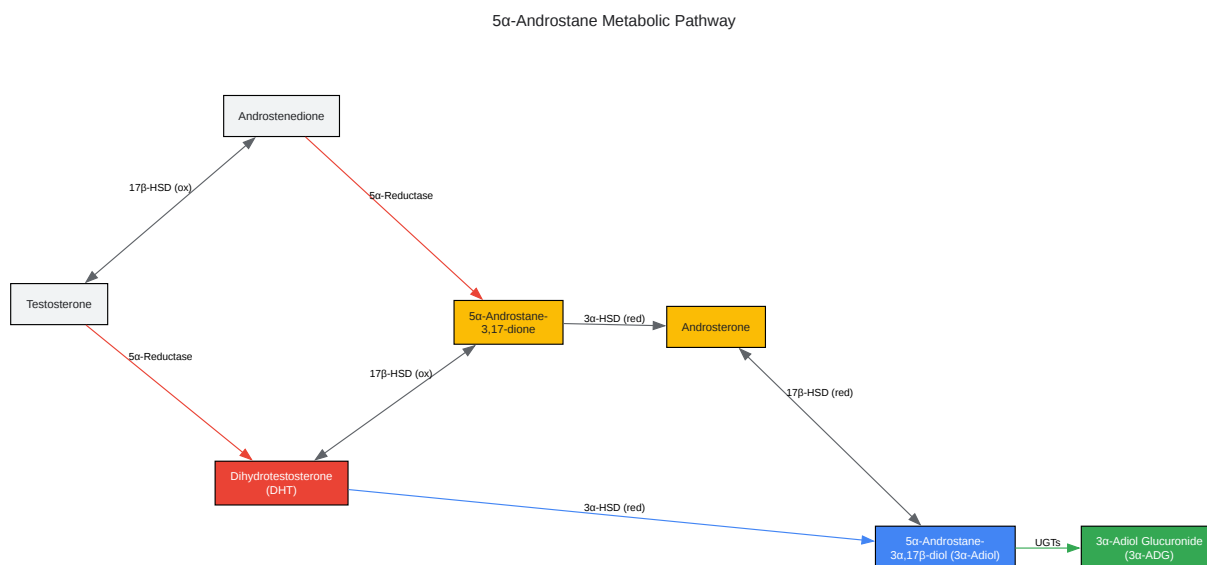 5α-Androstane Metabolic Pathway
Androstenedione
17β-HSD (ox)
5α-Reductase
Testosterone
5α-Androstane-
3,17-dione
3α-HSD (red)
Androsterone
5α-Reductase
17β-HSD (ox)
17β-HSD (red)
Dihydrotestosterone
(DHT)
3α-HSD (red)
5α-Androstane-
3α,17β-diol (3α-Adiol)
UGTs
3α-Adiol Glucuronide
(3α-ADG)